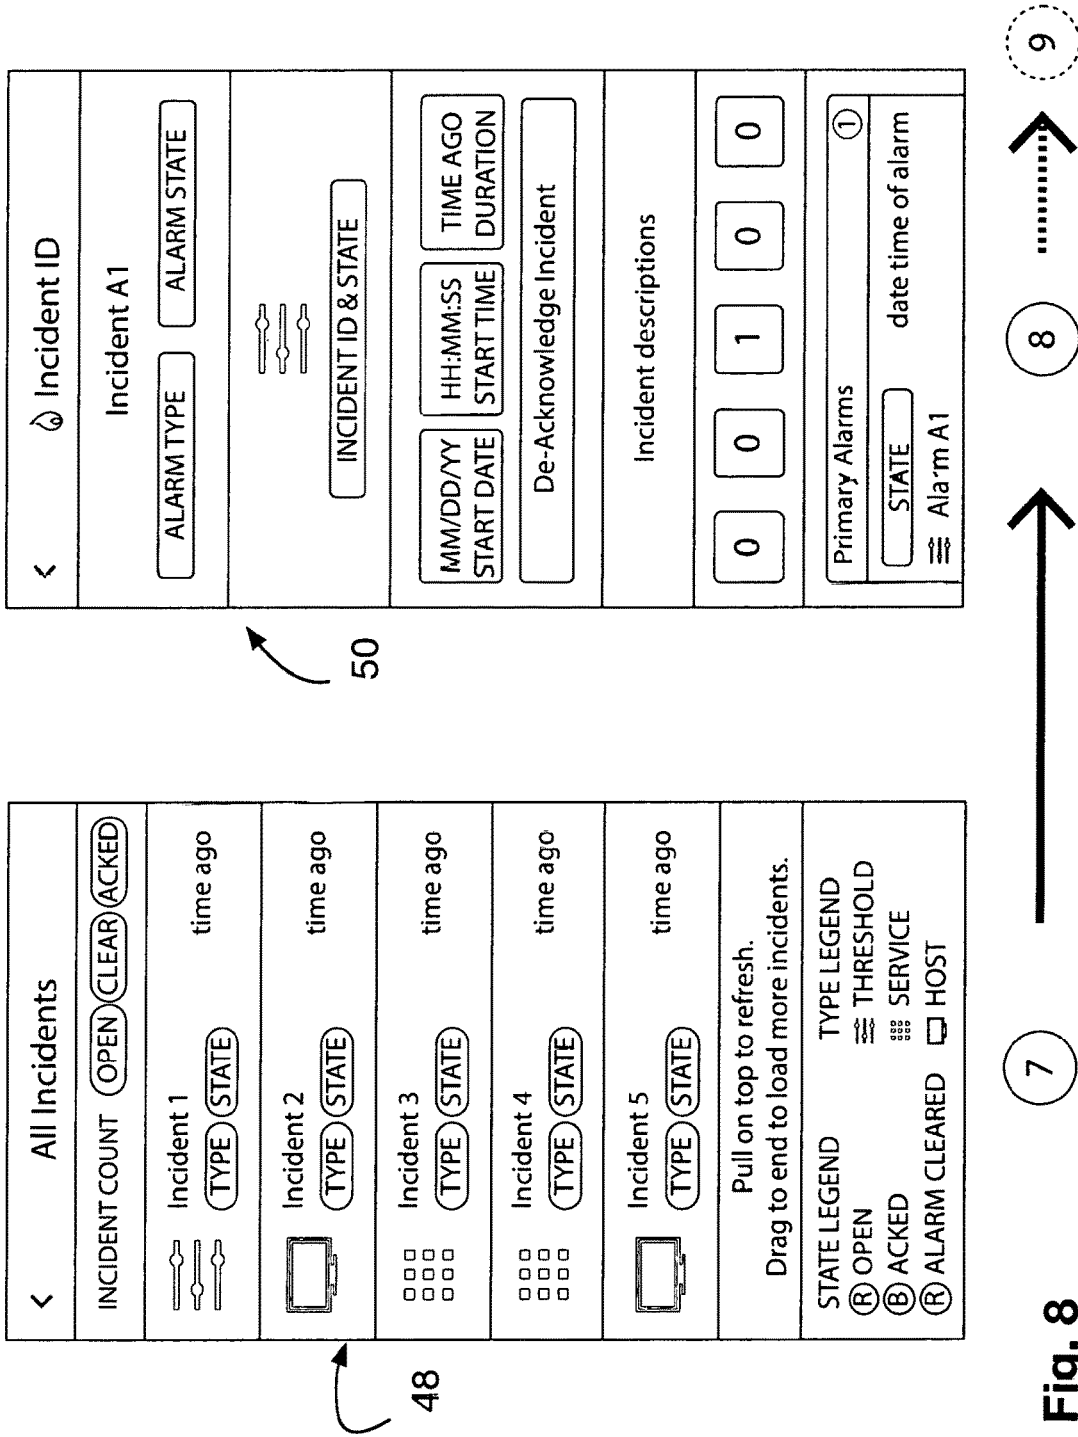 All Incidents
INCIDENT COUNT OPEN CLEAR ACKED
Incident 1
TYPE STATE time ago
Incident 2
TYPE STATE time ago
Incident 3
TYPE STATE time ago
Incident 4
TYPE STATE time ago
Incident 5
TYPE STATE time ago
Pull on top to refresh.
Drag to end to load more incidents.
STATE LEGEND TYPE LEGEND
R OPEN THRESHOLD
B ACKED SERVICE
R ALARM CLEARED HOST
48
Incident ID
Incident A1
ALARM TYPE ALARM STATE
INCIDENT ID & STATE
MM/DD/YY HH:MM:SS TIME AGO
START DATE START TIME DURATION
De-Acknowledge Incident
Incident descriptions
0 0 1 0 0
Primary Alarms 1
STATE date time of alarm
Alarm A1
50
7 8 9
Fig. 8